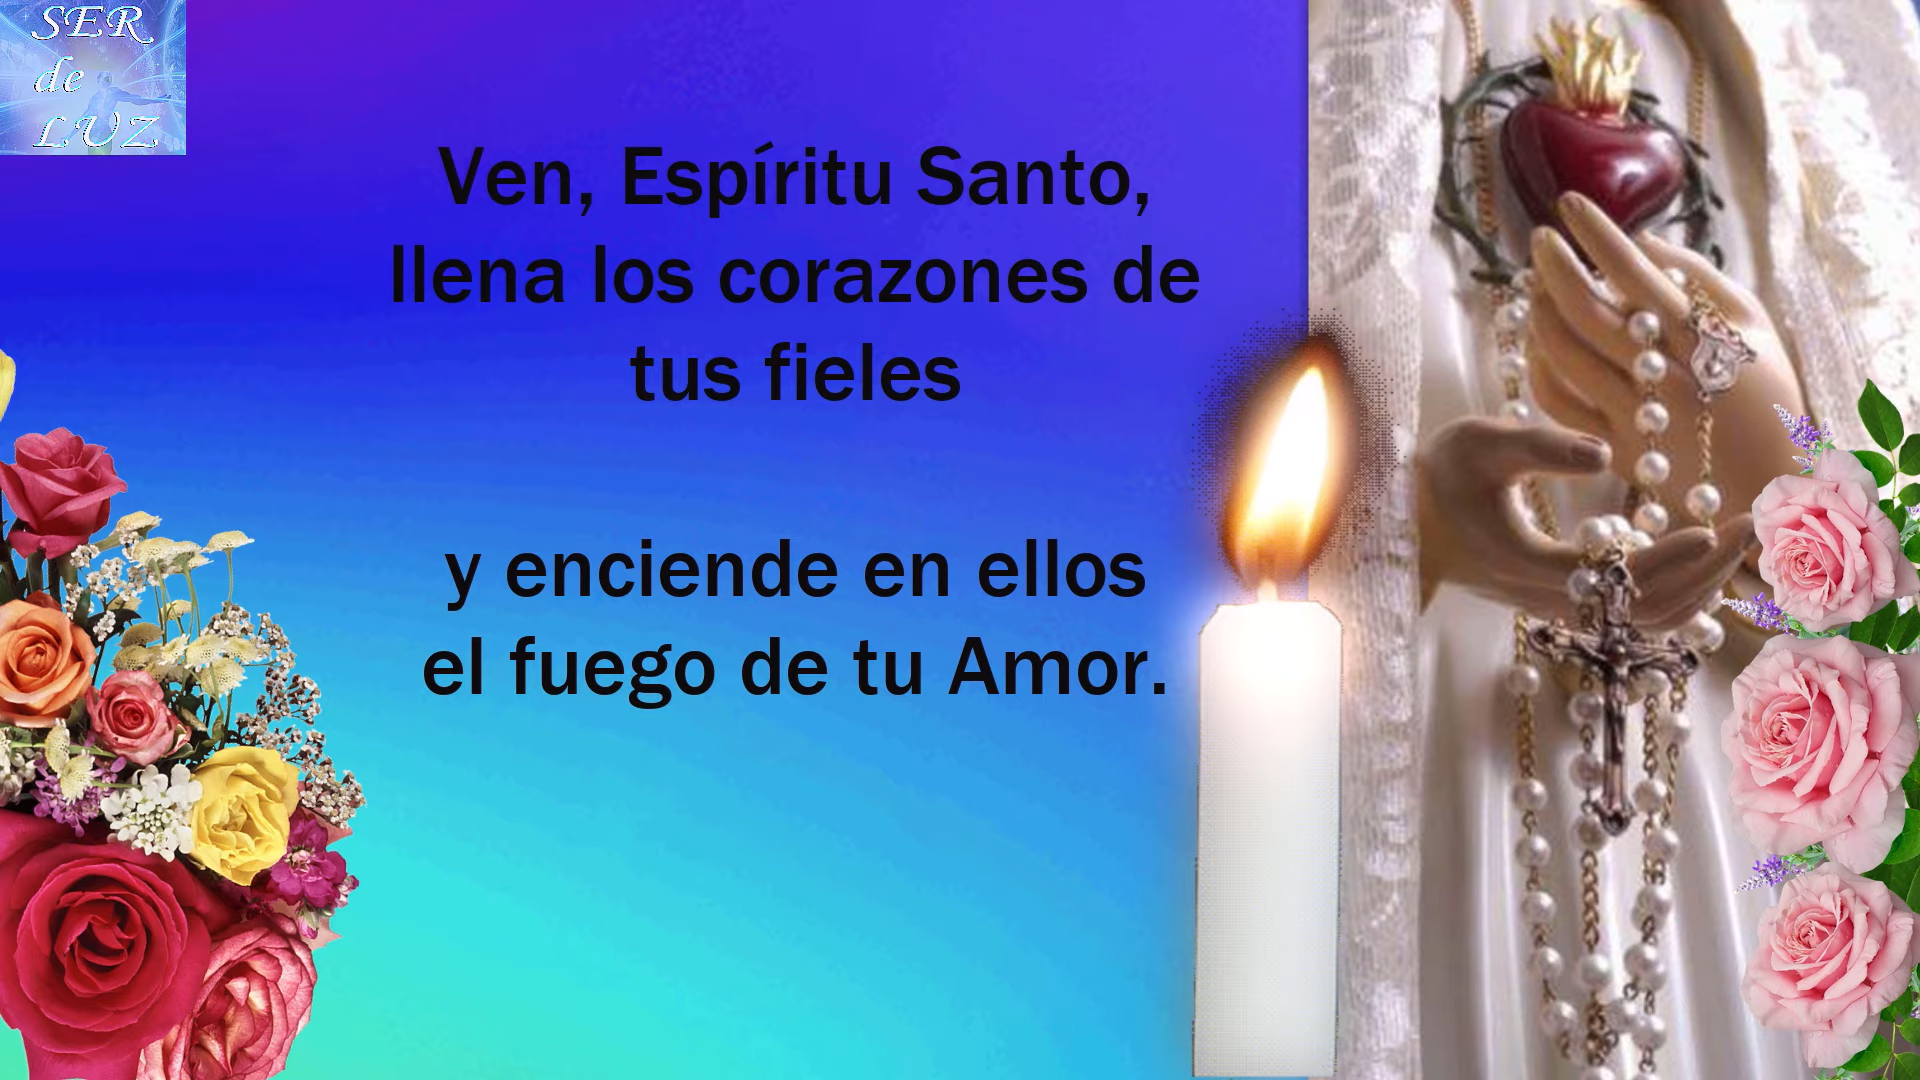 SER
de
LUZ
Ven, Espíritu Santo,
llena los corazones de
tus fieles
y enciende en ellos
el fuego de tu Amor.